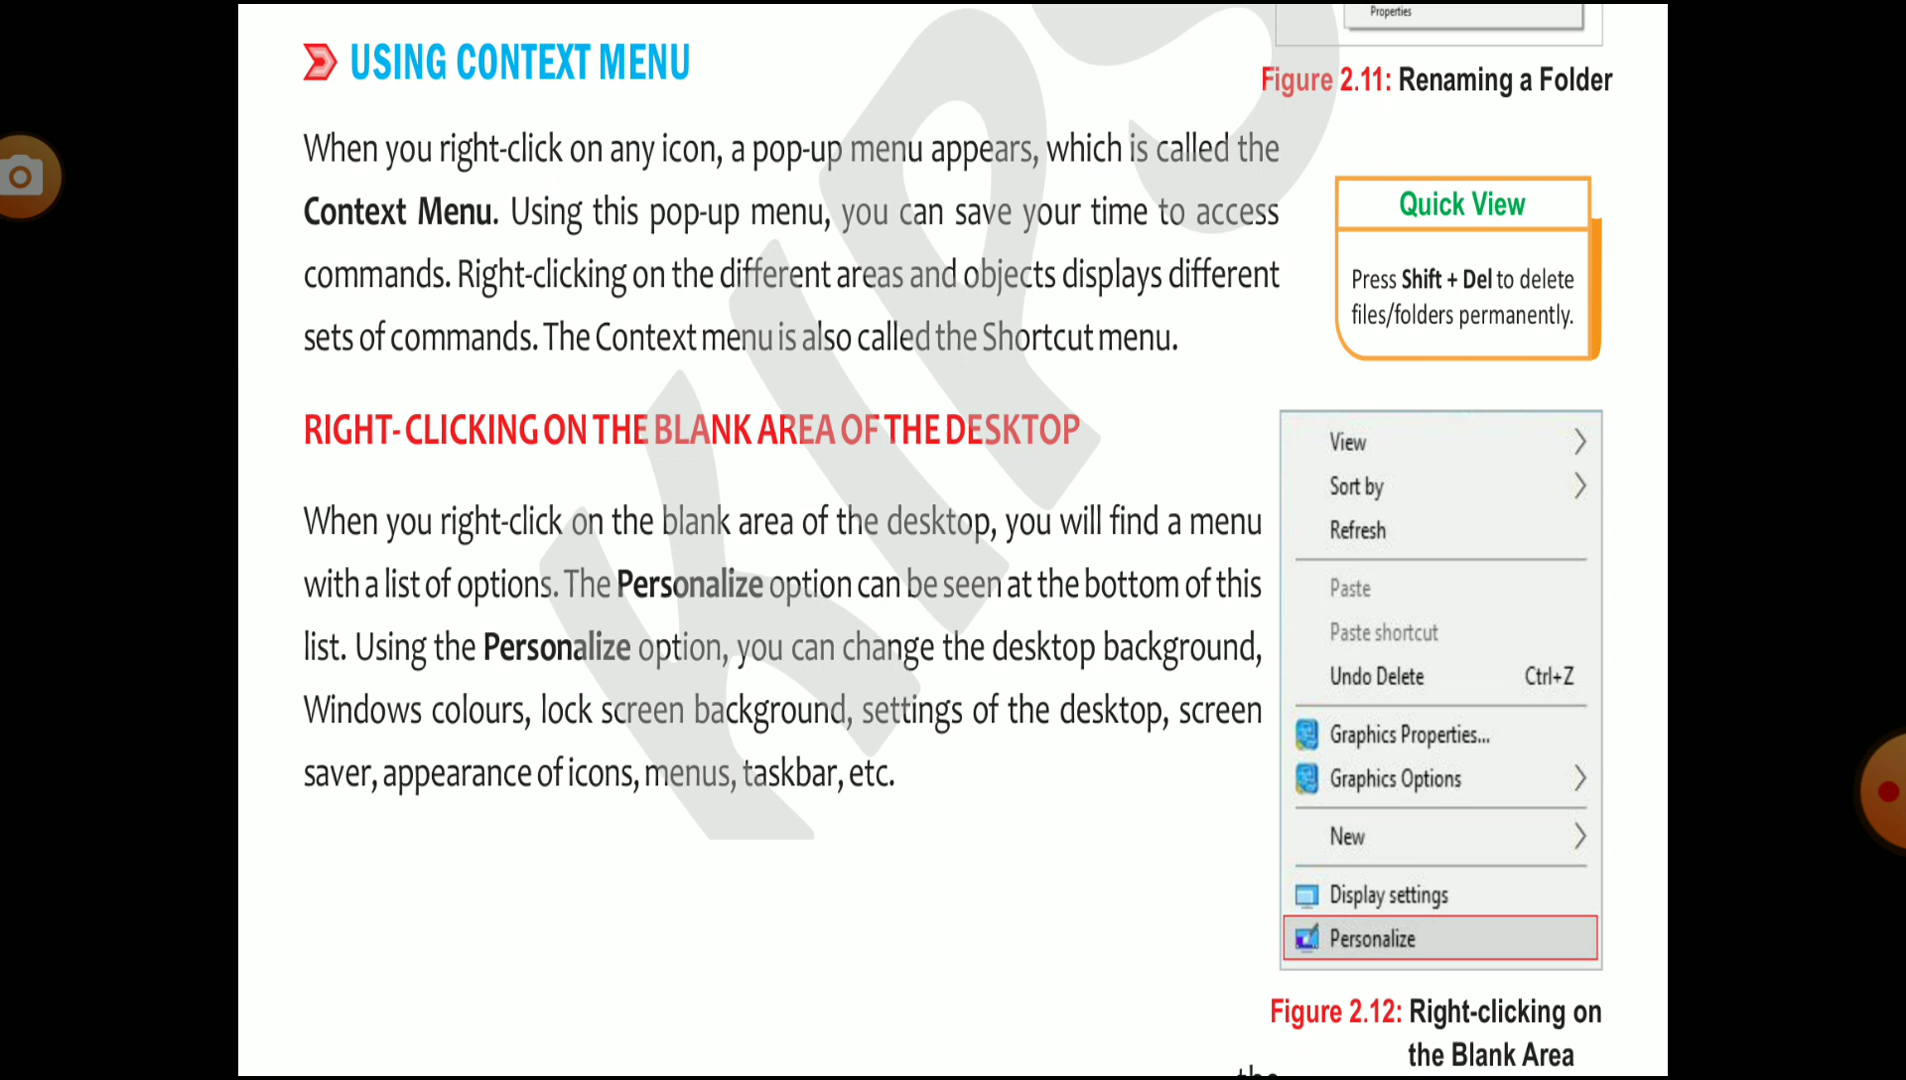 Properties
USING CONTEXT MENU
Figure 2.11: Renaming a Folder
When you right-click on any icon, a pop-up menu appears, which is called the
Context Menu. Using this pop-up menu, you can save your time to access
commands. Right-clicking on the different areas and objects displays different
sets of commands. The Context menu is also called the Shortcut menu.
Quick View
Press Shift + Del to delete
files/folders permanently.
RIGHT- CLICKING ON THE BLANK AREA OF THE DESKTOP
When you right-click on the blank area of the desktop, you will find a menu
with a list of options. The Personalize option can be seen at the bottom of this
list. Using the Personalize option, you can change the desktop background,
Windows colours, lock screen background, settings of the desktop, screen
saver, appearance of icons, menus, taskbar, etc.
View
Sort by
Refresh
Paste
Paste shortcut
Undo Delete Ctrl+Z
Graphics Properties...
Graphics Options
New
Display settings
Personalize
Figure 2.12: Right-clicking on
the Blank Area
KIPS